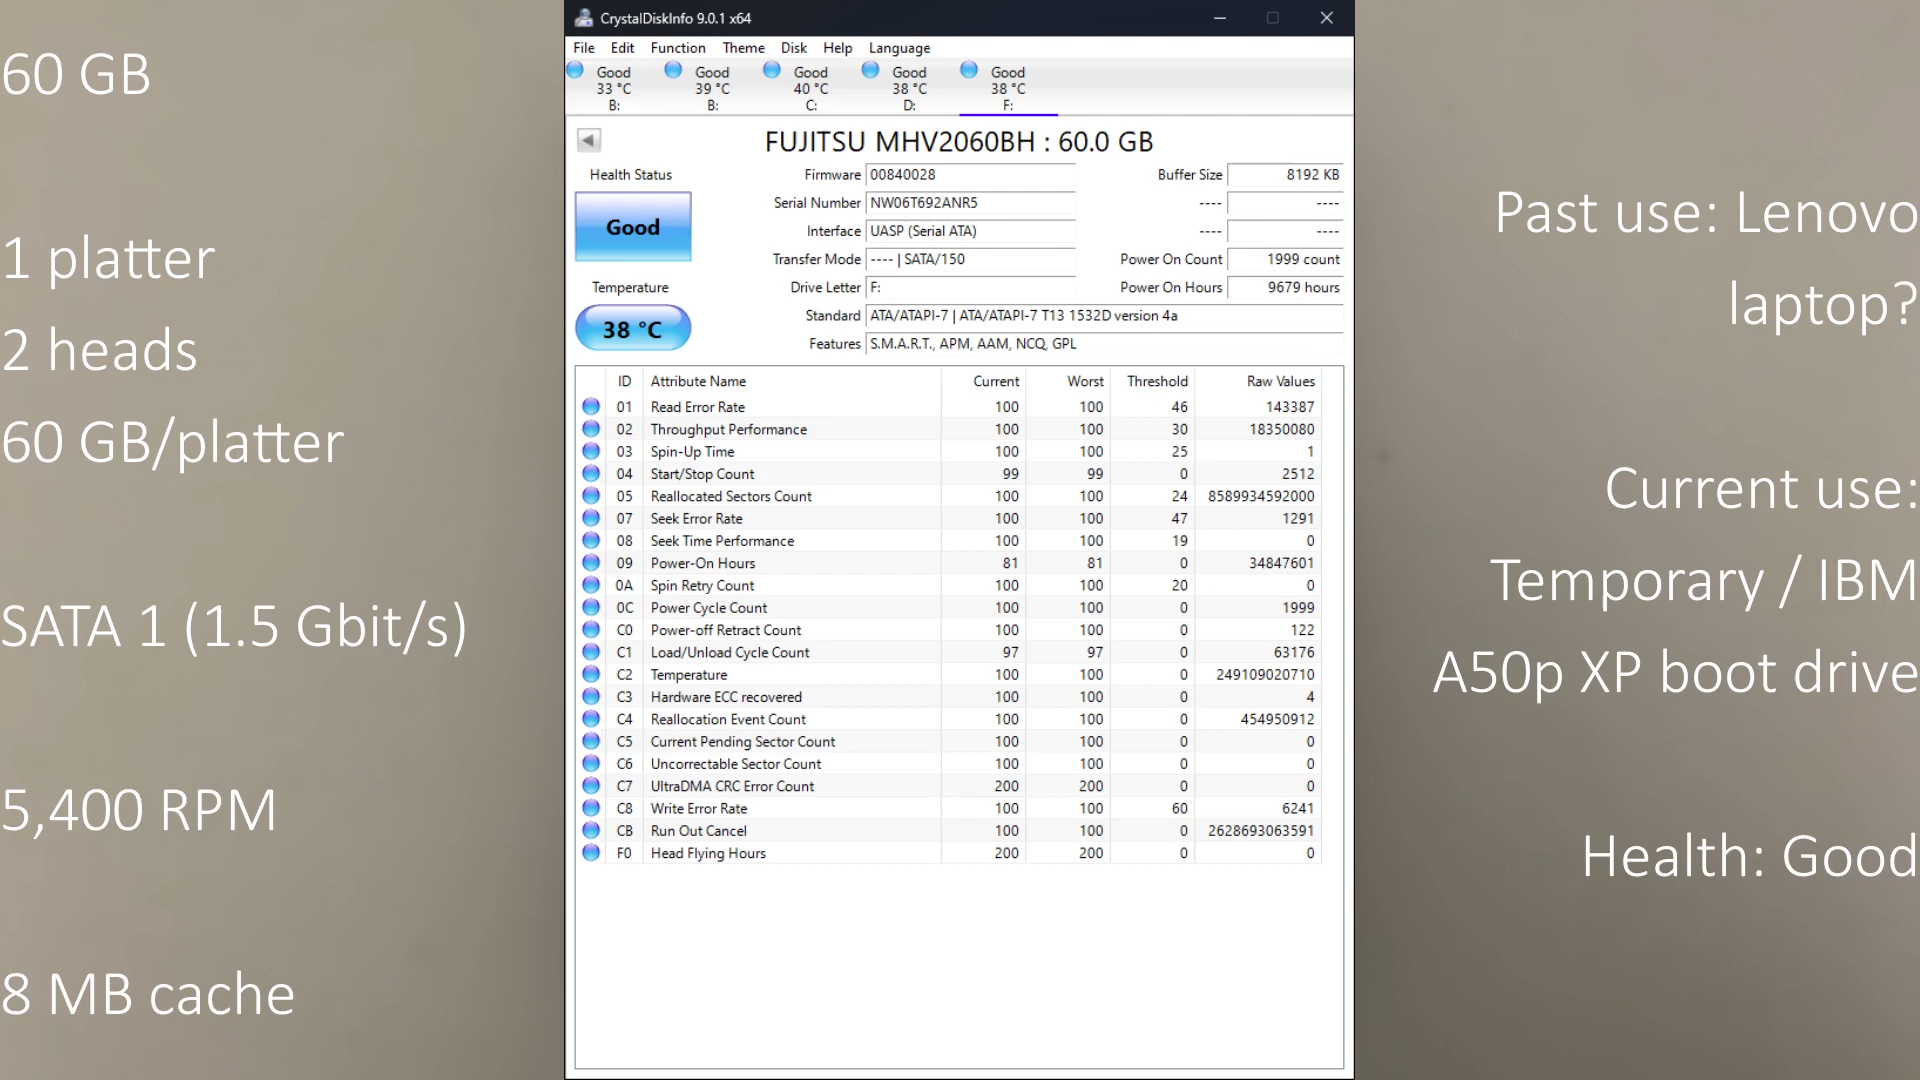 60 GB
1 platter
2 heads
60 GB/platter
SATA 1 (1.5 Gbit/s)
5,400 RPM
8 MB cache
CrystalDiskInfo 9.0.1 x64
File Edit Function Theme Disk Help Language
Good Good Good Good Good
33 °C 39 °C 40 °C 38 °C 38 °C
B: B: C: D: F:
FUJITSU MHV2060BH : 60.0 GB
Health Status
Good
Temperature
38 °C
Firmware 00840028 Buffer Size 8192 KB
Serial Number NW06T692ANR5 ---- ----
Interface UASP (Serial ATA) ---- ----
Transfer Mode ---- | SATA/150 Power On Count 1999 count
Drive Letter F: Power On Hours 9679 hours
Standard ATA/ATAPI-7 | ATA/ATAPI-7 T13 1532D version 4a
Features S.M.A.R.T., APM, AAM, NCQ, GPL
ID Attribute Name Current Worst Threshold Raw Values
01 Read Error Rate 100 100 46 143387
02 Throughput Performance 100 100 30 18350080
03 Spin-Up Time 100 100 25 1
04 Start/Stop Count 99 99 0 2512
05 Reallocated Sectors Count 100 100 24 8589934592000
07 Seek Error Rate 100 100 47 1291
08 Seek Time Performance 100 100 19 0
09 Power-On Hours 81 81 0 34847601
0A Spin Retry Count 100 100 20 0
0C Power Cycle Count 100 100 0 1999
C0 Power-off Retract Count 100 100 0 122
C1 Load/Unload Cycle Count 97 97 0 63176
C2 Temperature 100 100 0 249109020710
C3 Hardware ECC recovered 100 100 0 4
C4 Reallocation Event Count 100 100 0 454950912
C5 Current Pending Sector Count 100 100 0 0
C6 Uncorrectable Sector Count 100 100 0 0
C7 UltraDMA CRC Error Count 200 200 0 0
C8 Write Error Rate 100 100 60 6241
CB Run Out Cancel 100 100 0 2628693063591
F0 Head Flying Hours 200 200 0 0
Past use: Lenovo
laptop?
Current use:
Temporary / IBM
A50p XP boot drive
Health: Good